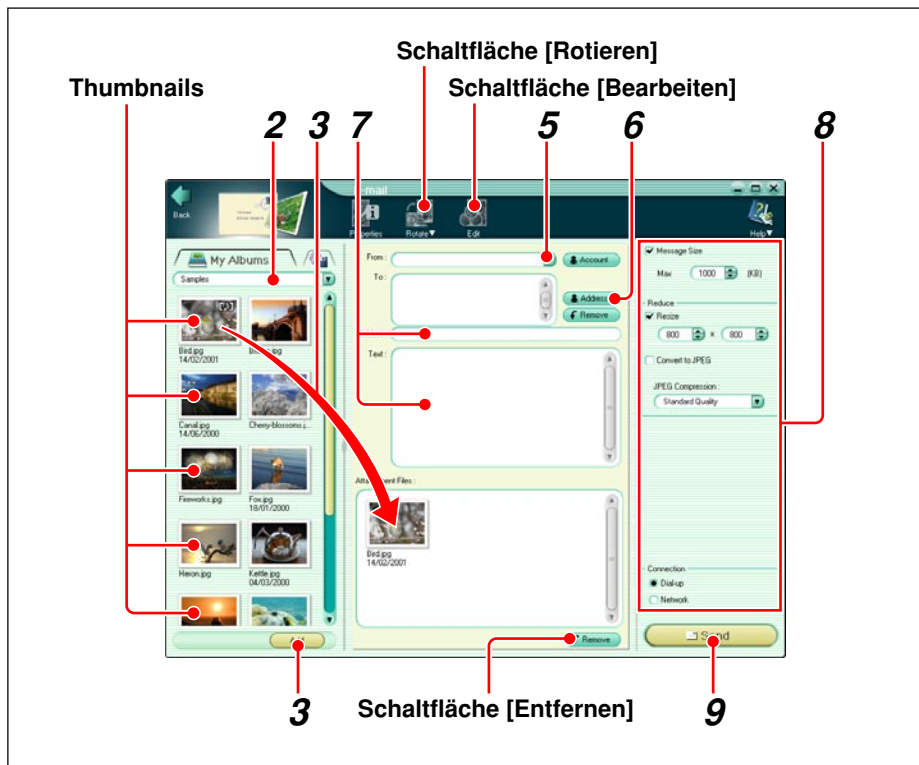 Schaltfläche [Rotieren]
Thumbnails
Schaltfläche [Bearbeiten]
2 3 7 5 6 8
Back
Properties Rotate▼ Edit Help▼
My Albums
Samples
Bird.jpg
14/02/2001
Canal.jpg
14/06/2000
Cherry-blossoms.j...
Fireworks.jpg
Fox.jpg
18/01/2000
Heron.jpg
Kettle.jpg
04/03/2000
From :
Account
To :
Address
Remove
Text :
Files :
Bird.jpg
14/02/2001
Remove
Message Size
Max 1000 (KB)
Reduce
Resize
800 × 800
Convert to JPEG
JPEG Compression :
Standard Quality
Connection
Dial-up
Network
Send
3
Schaltfläche [Entfernen]
9